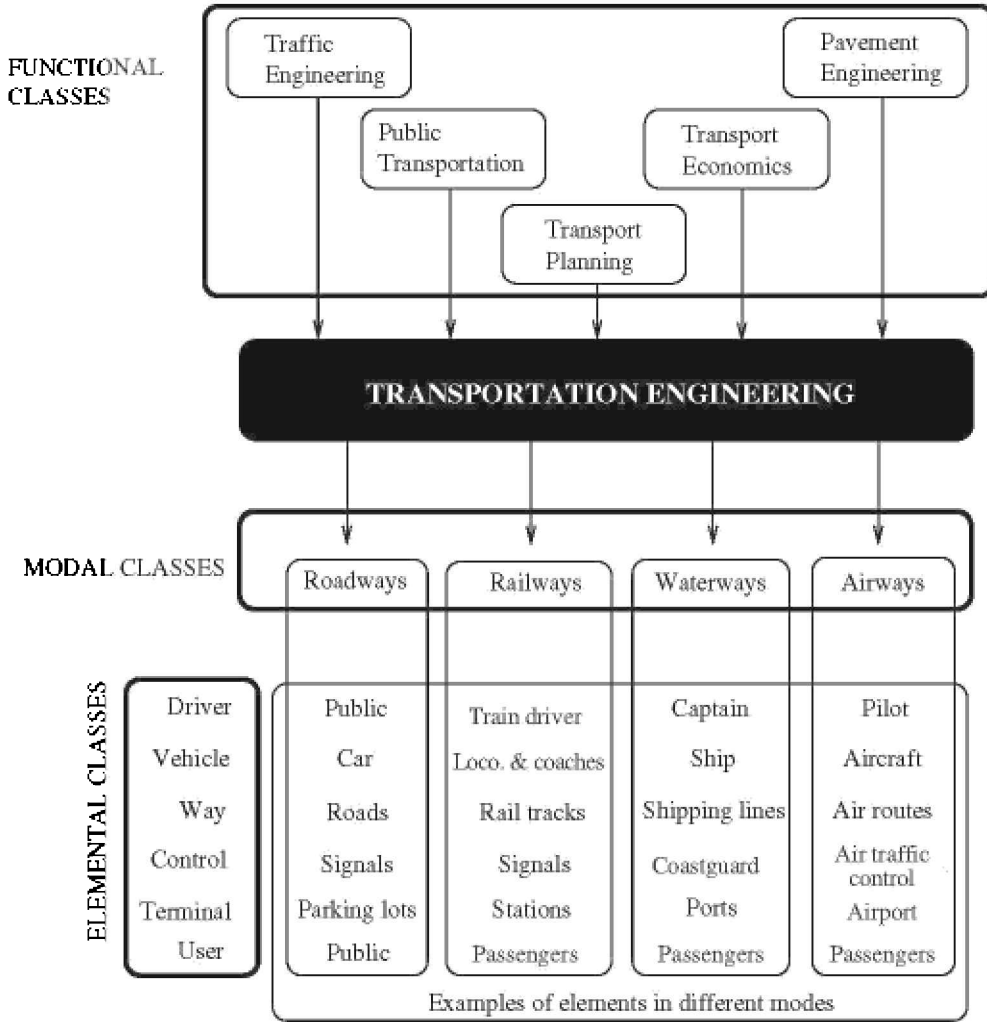 FUNCTIONAL
CLASSES
Traffic
Engineering
Pavement
Engineering
Public
Transportation
Transport
Economics
Transport
Planning
TRANSPORTATION ENGINEERING
MODAL CLASSES
Roadways
Railways
Waterways
Airways
ELEMENTAL CLASSES
Driver
Public
Train driver
Captain
Pilot
Vehicle
Car
Loco. & coaches
Ship
Aircraft
Way
Roads
Rail tracks
Shipping lines
Air routes
Control
Signals
Signals
Coastguard
Air traffic
control
Terminal
Parking lots
Stations
Ports
Airport
User
Public
Passengers
Passengers
Passengers
Examples of elements in different modes